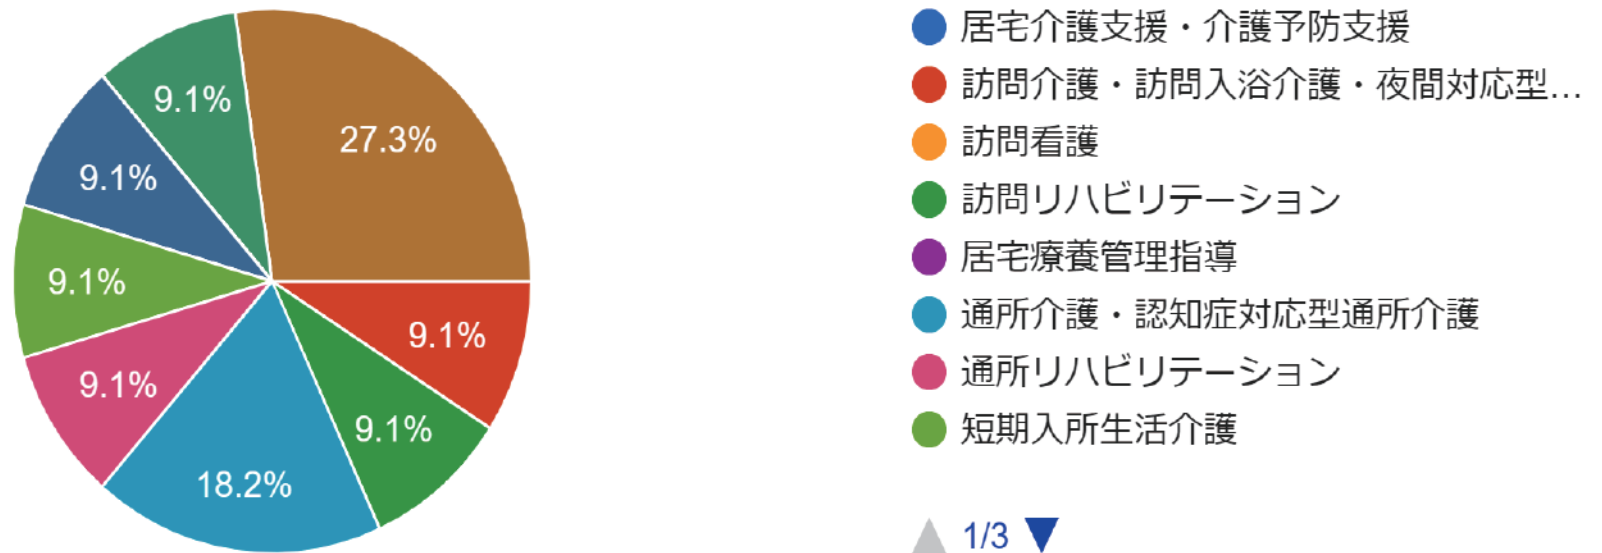 9.1%
27.3%
9.1%
9.1%
9.1%
9.1%
9.1%
18.2%
居宅介護支援・介護予防支援
訪問介護・訪問入浴介護・夜間対応型...
訪問看護
訪問リハビリテーション
居宅療養管理指導
通所介護・認知症対応型通所介護
通所リハビリテーション
短期入所生活介護
1/3